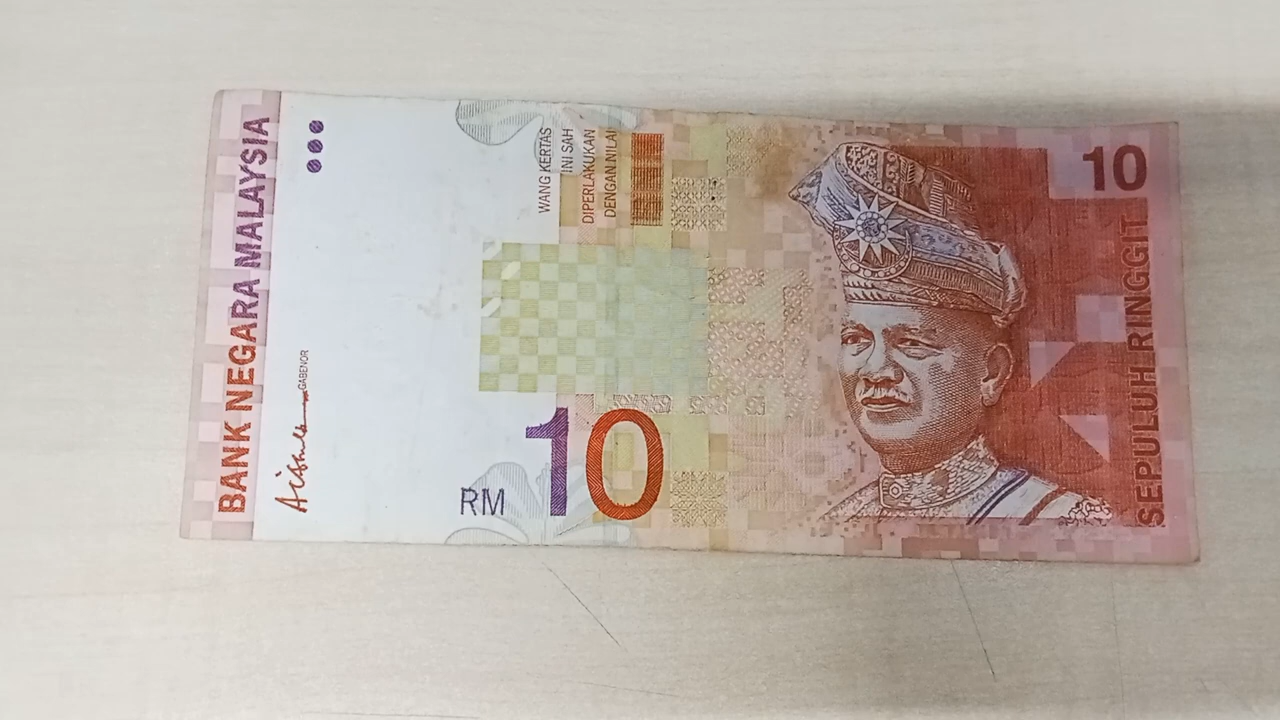 BANK NEGARA MALAYSIA
GABENOR
WANG KERTAS
INI SAH
DIPERLAKUKAN
DENGAN NILAI
RM 10
10
SEPULUH RINGGIT